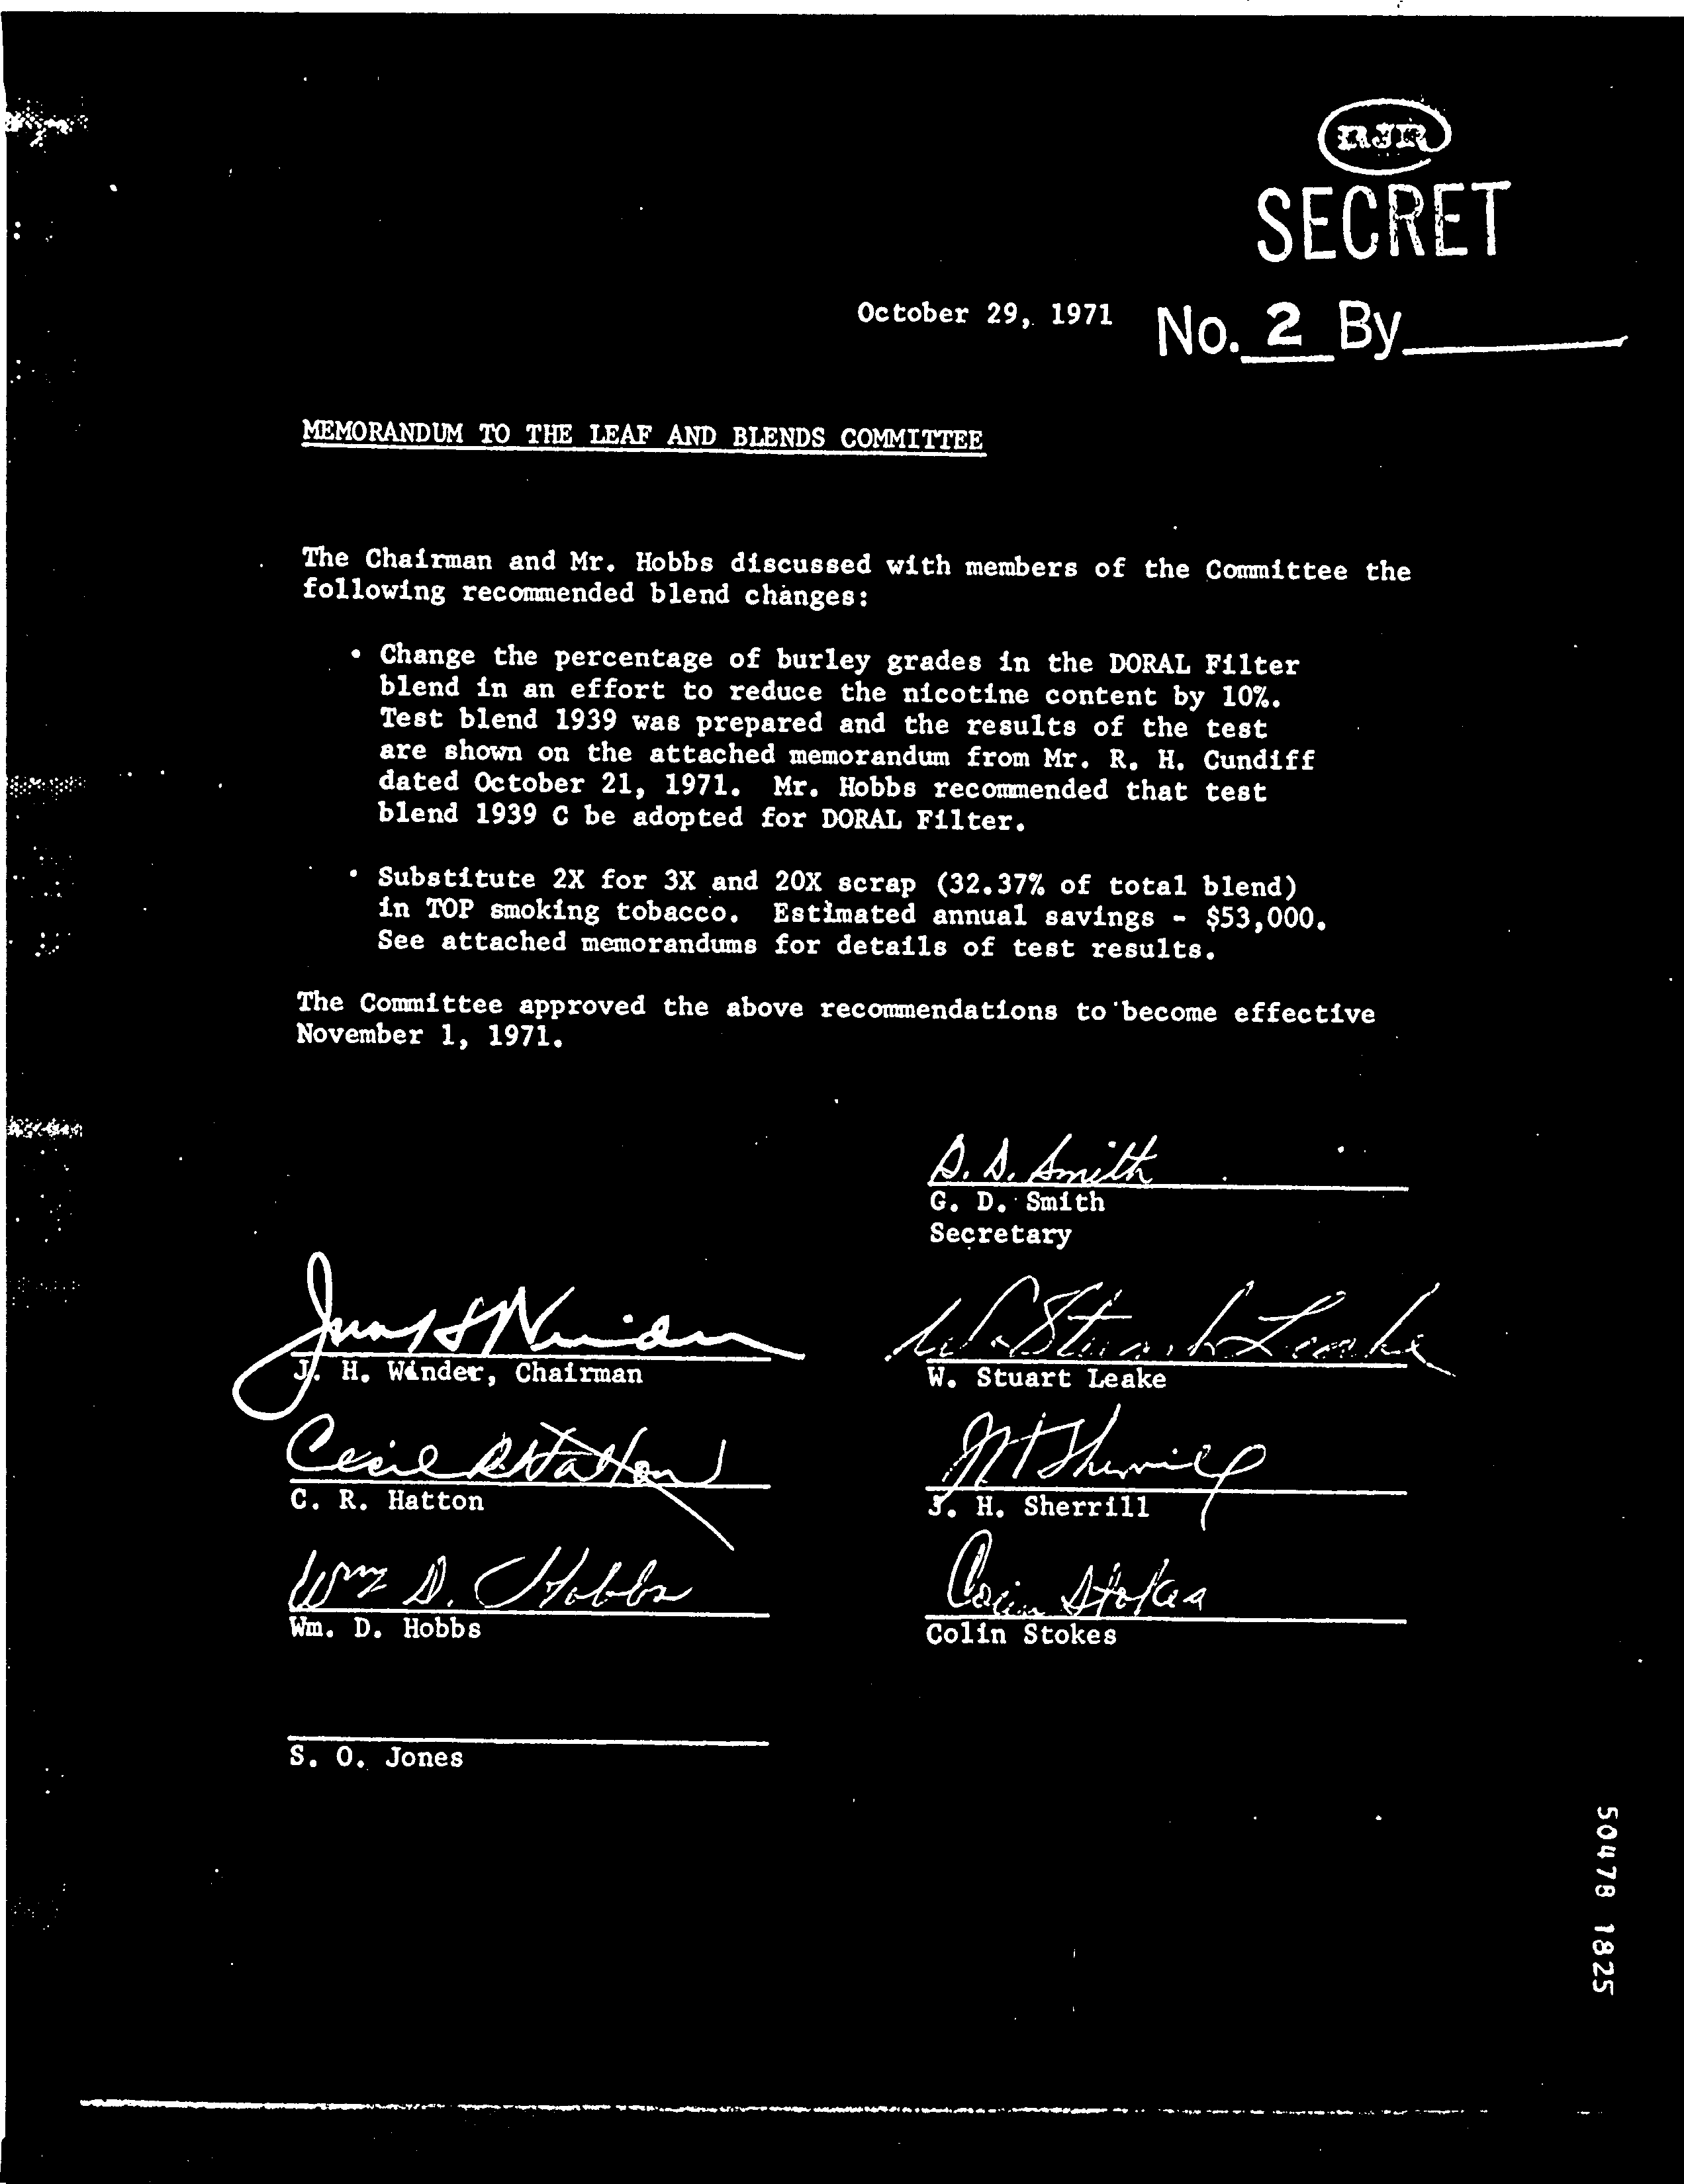 RJR
SECRET
October 29, 1971 No. 2 By
MEMORANDUM TO THE LEAF AND BLENDS COMMITTEE
The Chairman and Mr. Hobbs discussed with members of the Committee the
following recommended blend changes:
• Change the percentage of burley grades in the DORAL Filter
blend in an effort to reduce the nicotine content by 10%.
Test blend 1939 was prepared and the results of the test
are shown on the attached memorandum from Mr. R. H. Cundiff
dated October 21, 1971. Mr. Hobbs recommended that test
blend 1939 C be adopted for DORAL Filter.
• Substitute 2X for 3X and 20X scrap (32.37% of total blend)
in TOP smoking tobacco. Estimated annual savings - $53,000.
See attached memorandums for details of test results.
The Committee approved the above recommendations to become effective
November 1, 1971.
G. D. Smith
G. D. Smith
Secretary
W. Stuart Leake
J. H. Winder, Chairman
W. Stuart Leake
Cecil R Hatton
J H Sherrill
C. R. Hatton
J. H. Sherrill
Wm D. Hobbs
Colin Stokes
Wm. D. Hobbs
Colin Stokes
S. O. Jones
50478 1825